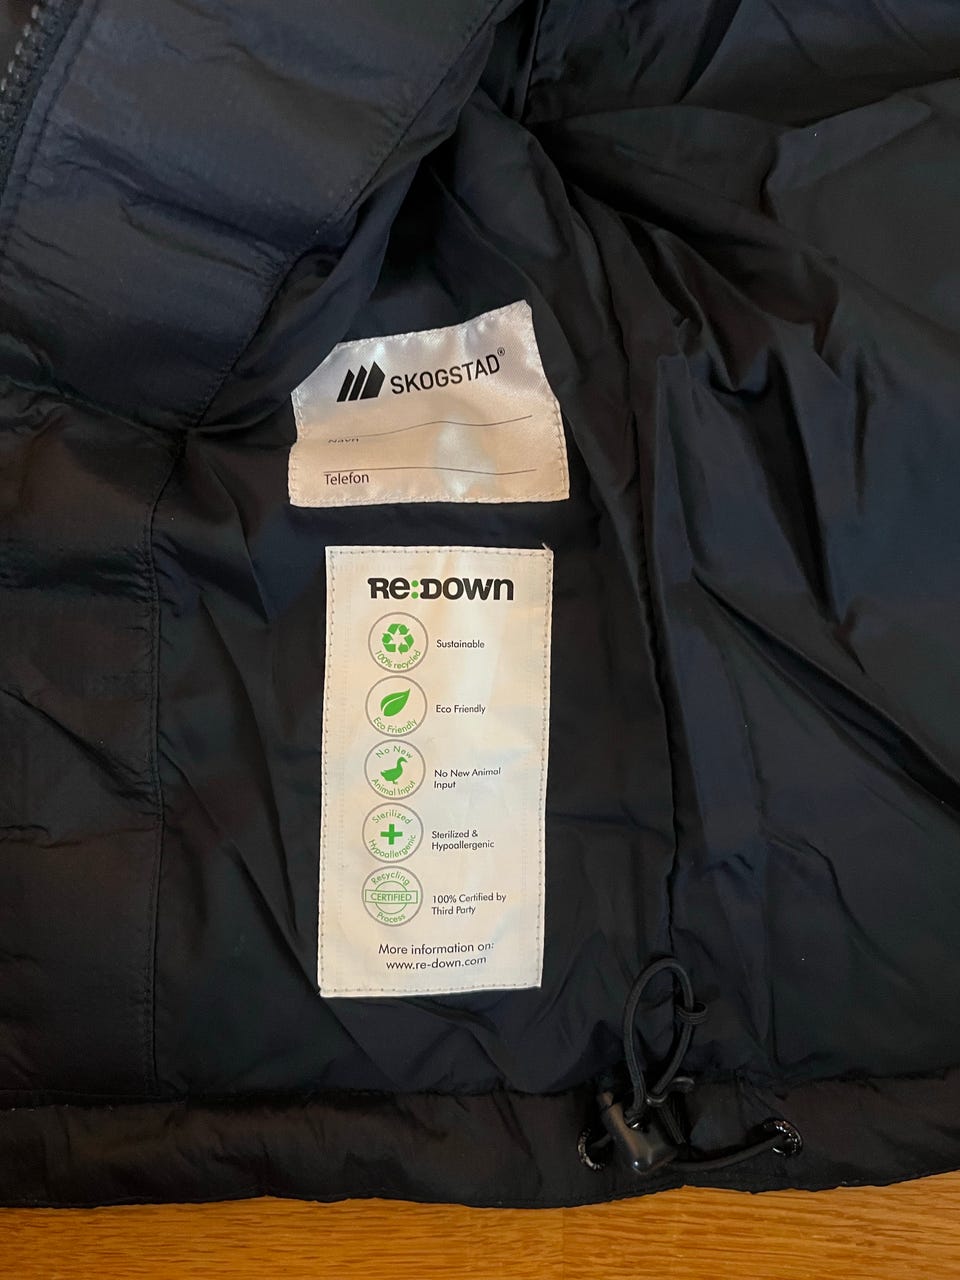 SKOGSTAD®
Navn
Telefon
RE:DOWN
100% recycled
Sustainable
Eco Friendly
Eco Friendly
No New
Animal Input
No New Animal
Input
Sterilized
Hypoallergenic
Sterilized &
Hypoallergenic
Recycling
CERTIFIED
Process
100% Certified by
Third Party
More information on:
www.re-down.com